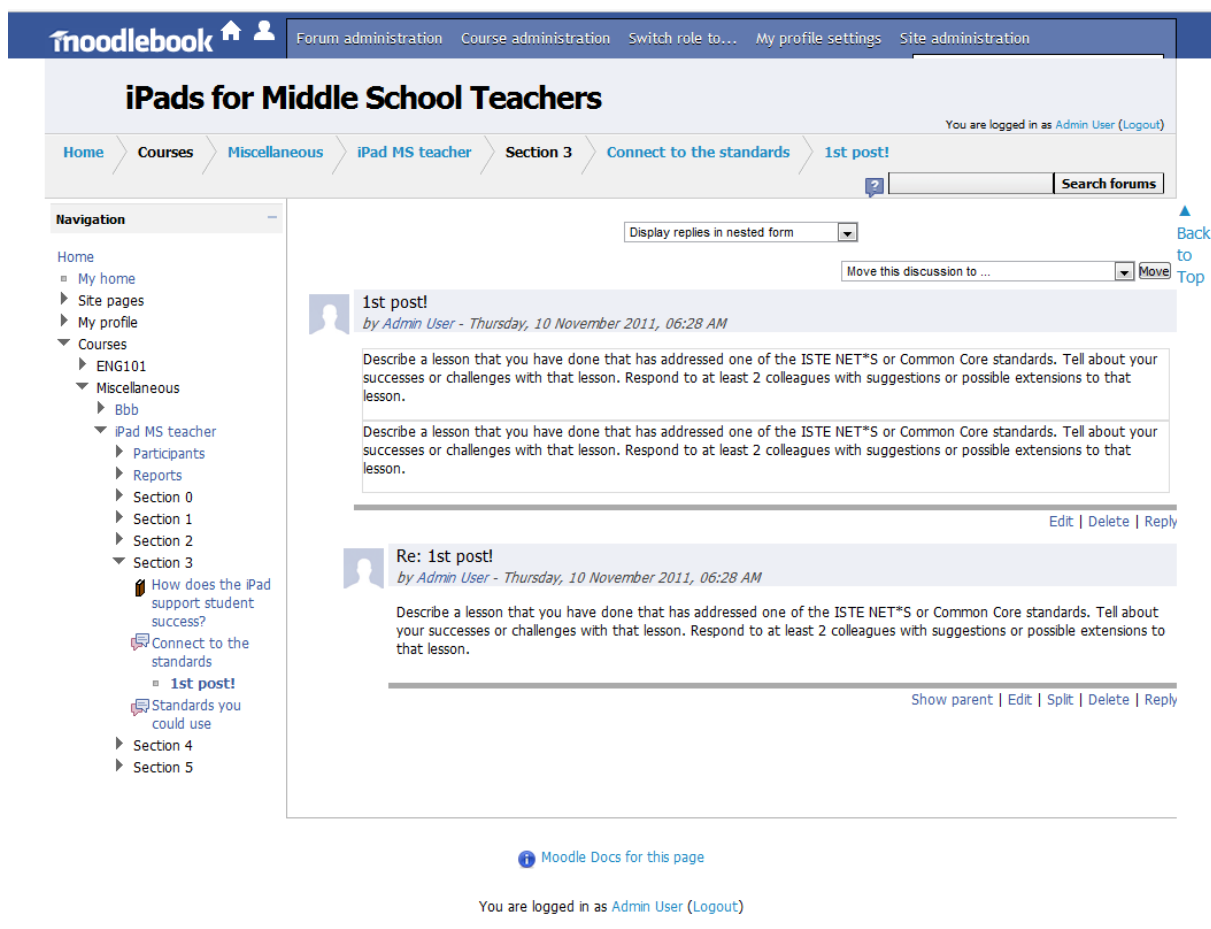 moodlebook Forum administration Course administration Switch role to... My profile settings Site administration
iPads for Middle School Teachers
You are logged in as Admin User (Logout)
Home Courses Miscellaneous iPad MS teacher Section 3 Connect to the standards 1st post!
? Search forums
Navigation
Home
My home
Site pages
My profile
Courses
ENG101
Miscellaneous
Bbb
iPad MS teacher
Participants
Reports
Section 0
Section 1
Section 2
Section 3
How does the iPad
support student
success?
Connect to the
standards
1st post!
Standards you
could use
Section 4
Section 5
Display replies in nested form
Move this discussion to ... Move
Back
to
Top
1st post!
by Admin User - Thursday, 10 November 2011, 06:28 AM
Describe a lesson that you have done that has addressed one of the ISTE NET*S or Common Core standards. Tell about your
successes or challenges with that lesson. Respond to at least 2 colleagues with suggestions or possible extensions to that
lesson.
Describe a lesson that you have done that has addressed one of the ISTE NET*S or Common Core standards. Tell about your
successes or challenges with that lesson. Respond to at least 2 colleagues with suggestions or possible extensions to that
lesson.
Edit | Delete | Reply
Re: 1st post!
by Admin User - Thursday, 10 November 2011, 06:28 AM
Describe a lesson that you have done that has addressed one of the ISTE NET*S or Common Core standards. Tell about
your successes or challenges with that lesson. Respond to at least 2 colleagues with suggestions or possible extensions to
that lesson.
Show parent | Edit | Split | Delete | Reply
Moodle Docs for this page
You are logged in as Admin User (Logout)